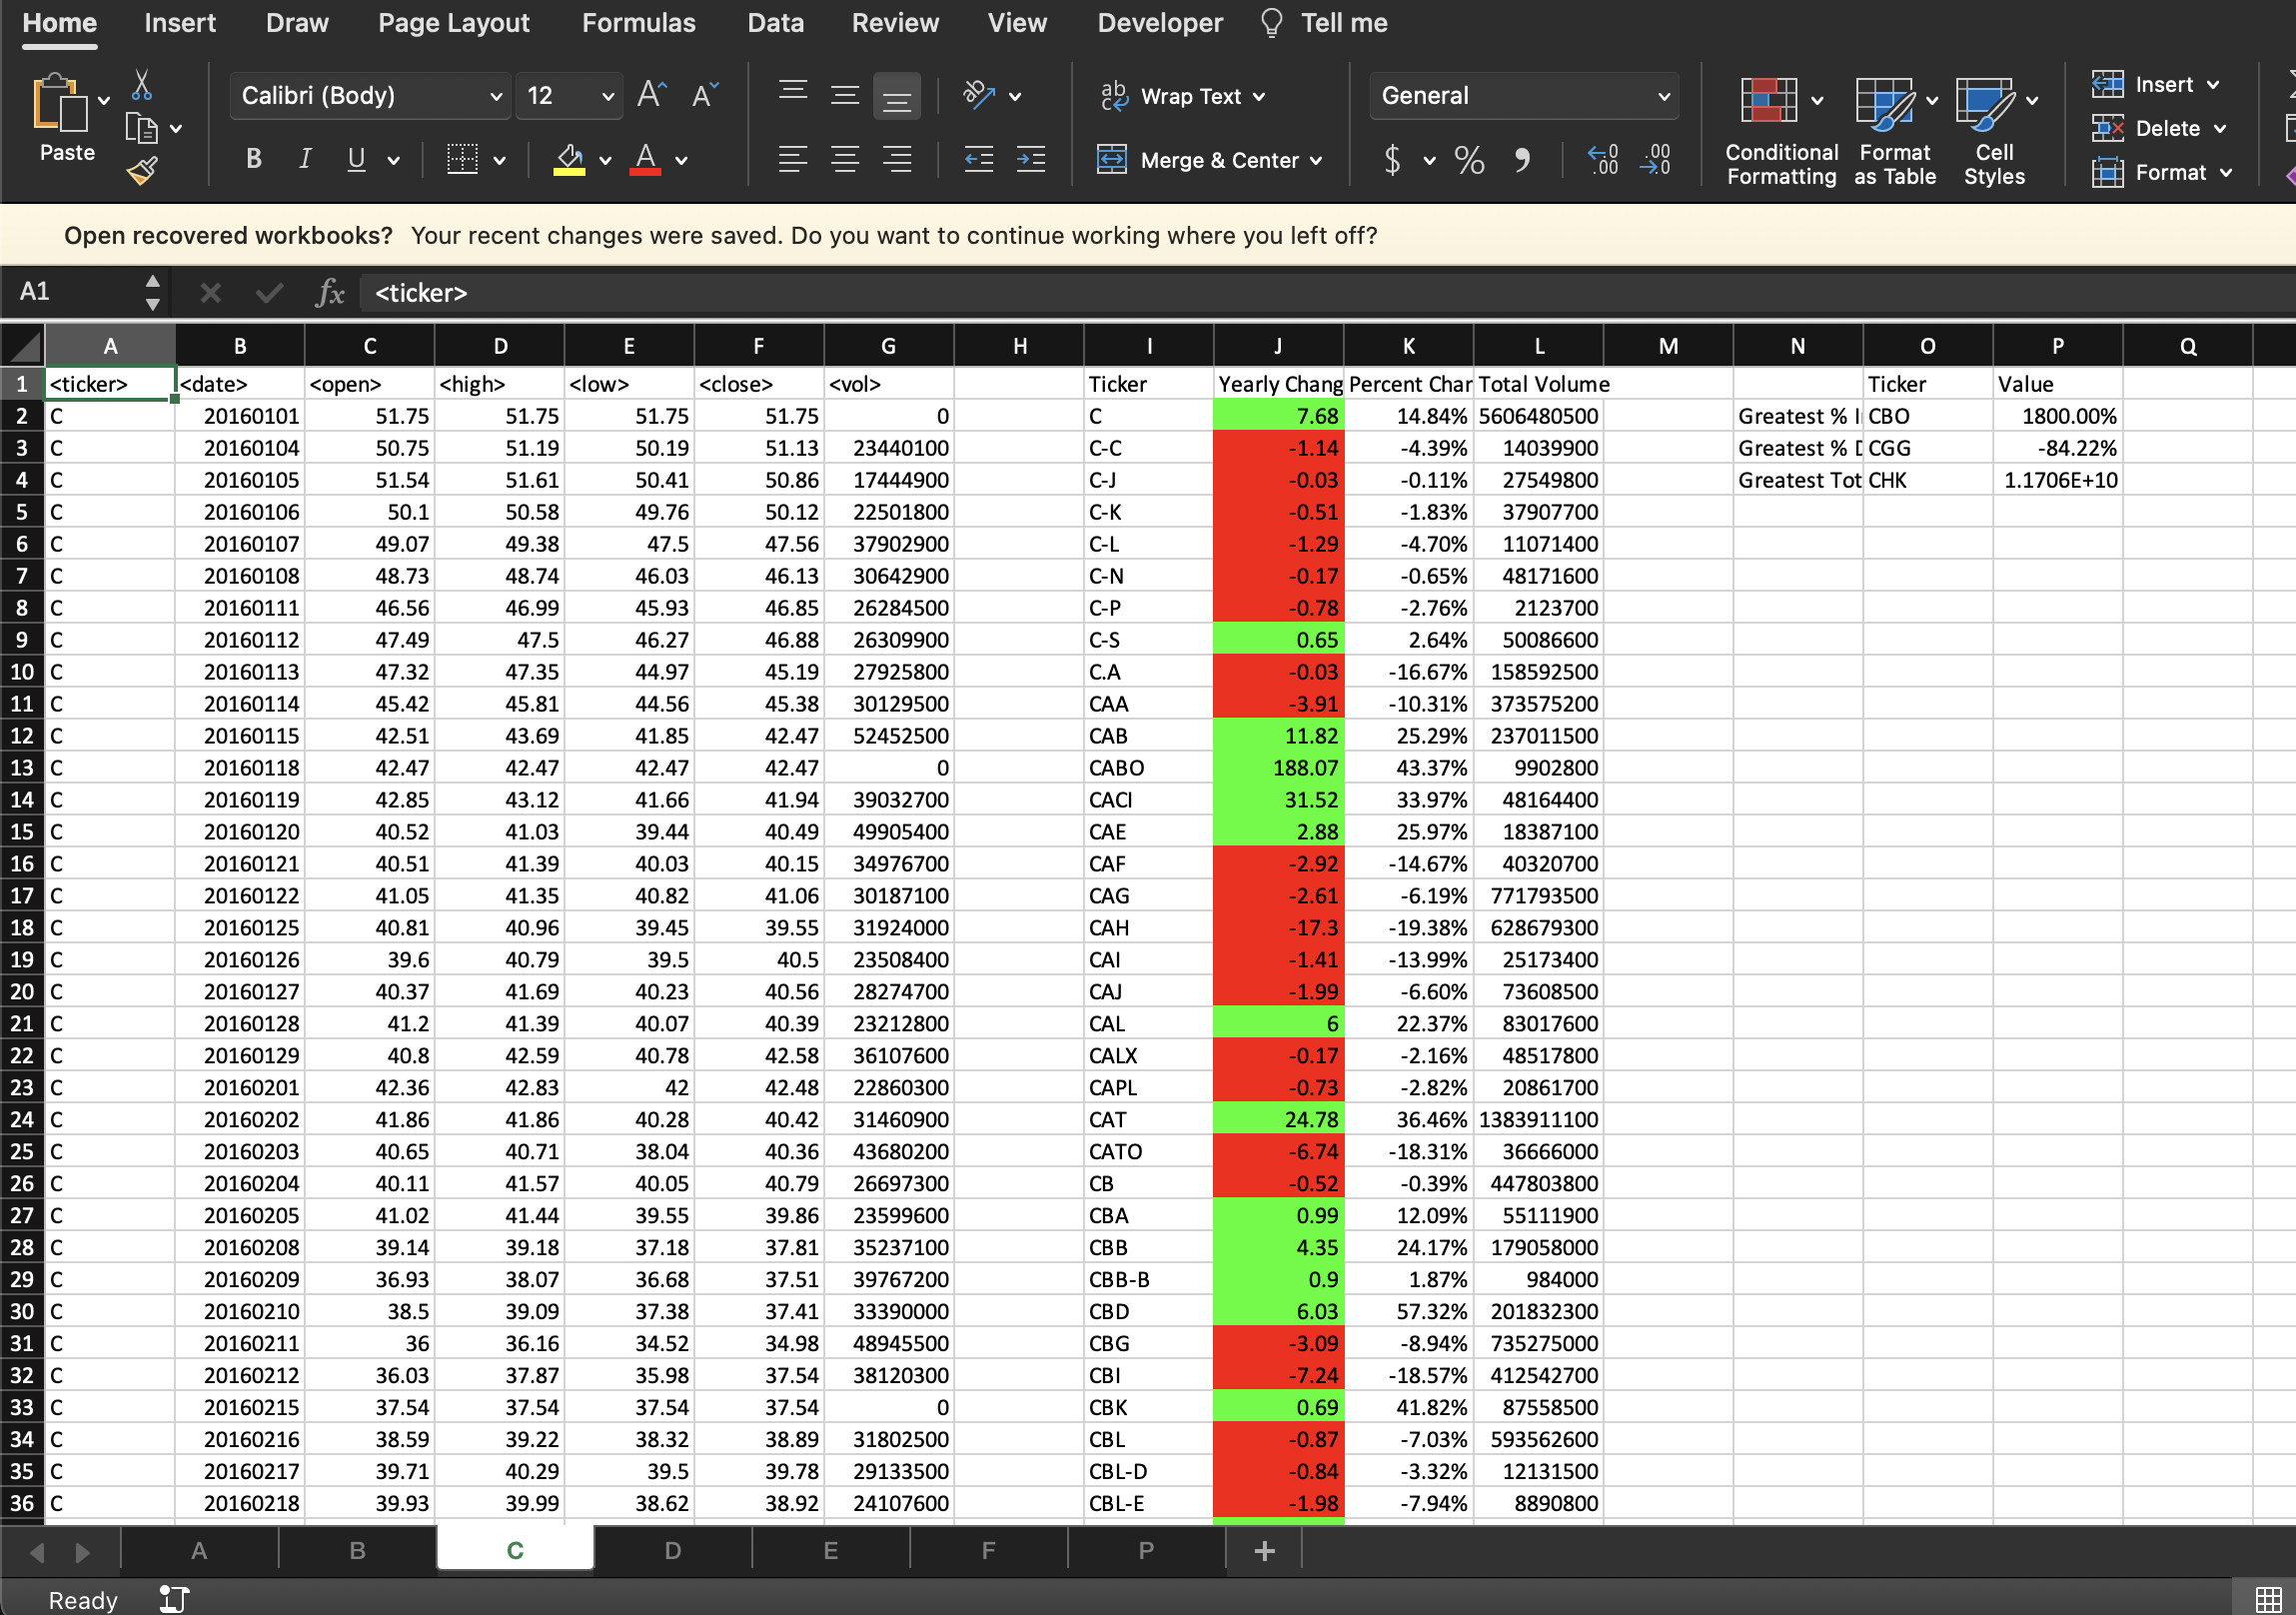 Home Insert Draw Page Layout Formulas Data Review View Developer Tell me
Paste Calibri (Body) 12 A A Wrap Text General Insert
B I U A Merge & Center $ % Conditional Formatting Format as Table Cell Styles Delete
Format
Open recovered workbooks? Your recent changes were saved. Do you want to continue working where you left off?
A1 fx <ticker>
A B C D E F G H I J K L M N O P Q
1 <ticker> <date> <open> <high> <low> <close> <vol> Ticker Yearly Chang Percent Char Total Volume Ticker Value
2 C 20160101 51.75 51.75 51.75 51.75 0 C 7.68 14.84% 5606480500 Greatest % I CBO 1800.00%
3 C 20160104 50.75 51.19 50.19 51.13 23440100 C-C -1.14 -4.39% 14039900 Greatest % D CGG -84.22%
4 C 20160105 51.54 51.61 50.41 50.86 17444900 C-J -0.03 -0.11% 27549800 Greatest Tot CHK 1.1706E+10
5 C 20160106 50.1 50.58 49.76 50.12 22501800 C-K -0.51 -1.83% 37907700
6 C 20160107 49.07 49.38 47.5 47.56 37902900 C-L -1.29 -4.70% 11071400
7 C 20160108 48.73 48.74 46.03 46.13 30642900 C-N -0.17 -0.65% 48171600
8 C 20160111 46.56 46.99 45.93 46.85 26284500 C-P -0.78 -2.76% 2123700
9 C 20160112 47.49 47.5 46.27 46.88 26309900 C-S 0.65 2.64% 50086600
10 C 20160113 47.32 47.35 44.97 45.19 27925800 C.A -0.03 -16.67% 158592500
11 C 20160114 45.42 45.81 44.56 45.38 30129500 CAA -3.91 -10.31% 373575200
12 C 20160115 42.51 43.69 41.85 42.47 52452500 CAB 11.82 25.29% 237011500
13 C 20160118 42.47 42.47 42.47 42.47 0 CABO 188.07 43.37% 9902800
14 C 20160119 42.85 43.12 41.66 41.94 39032700 CACI 31.52 33.97% 48164400
15 C 20160120 40.52 41.03 39.44 40.49 49905400 CAE 2.88 25.97% 18387100
16 C 20160121 40.51 41.39 40.03 40.15 34976700 CAF -2.92 -14.67% 40320700
17 C 20160122 41.05 41.35 40.82 41.06 30187100 CAG -2.61 -6.19% 771793500
18 C 20160125 40.81 40.96 39.45 39.55 31924000 CAH -17.3 -19.38% 628679300
19 C 20160126 39.6 40.79 39.5 40.5 23508400 CAI -1.41 -13.99% 25173400
20 C 20160127 40.37 41.69 40.23 40.56 28274700 CAJ -1.99 -6.60% 73608500
21 C 20160128 41.2 41.39 40.07 40.39 23212800 CAL 6 22.37% 83017600
22 C 20160129 40.8 42.59 40.78 42.58 36107600 CALX -0.17 -2.16% 48517800
23 C 20160201 42.36 42.83 42 42.48 22860300 CAPL -0.73 -2.82% 20861700
24 C 20160202 41.86 41.86 40.28 40.42 31460900 CAT 24.78 36.46% 1383911100
25 C 20160203 40.65 40.71 38.04 40.36 43680200 CATO -6.74 -18.31% 36666000
26 C 20160204 40.11 41.57 40.05 40.79 26697300 CB -0.52 -0.39% 447803800
27 C 20160205 41.02 41.44 39.55 39.86 23599600 CBA 0.99 12.09% 55111900
28 C 20160208 39.14 39.18 37.18 37.81 35237100 CBB 4.35 24.17% 179058000
29 C 20160209 36.93 38.07 36.68 37.51 39767200 CBB-B 0.9 1.87% 984000
30 C 20160210 38.5 39.09 37.38 37.41 33390000 CBD 6.03 57.32% 201832300
31 C 20160211 36 36.16 34.52 34.98 48945500 CBG -3.09 -8.94% 735275000
32 C 20160212 36.03 37.87 35.98 37.54 38120300 CBI -7.24 -18.57% 412542700
33 C 20160215 37.54 37.54 37.54 37.54 0 CBK 0.69 41.82% 87558500
34 C 20160216 38.59 39.22 38.32 38.89 31802500 CBL -0.87 -7.03% 593562600
35 C 20160217 39.71 40.29 39.5 39.78 29133500 CBL-D -0.84 -3.32% 12131500
36 C 20160218 39.93 39.99 38.62 38.92 24107600 CBL-E -1.98 -7.94% 8890800
A B C D E F P +
Ready